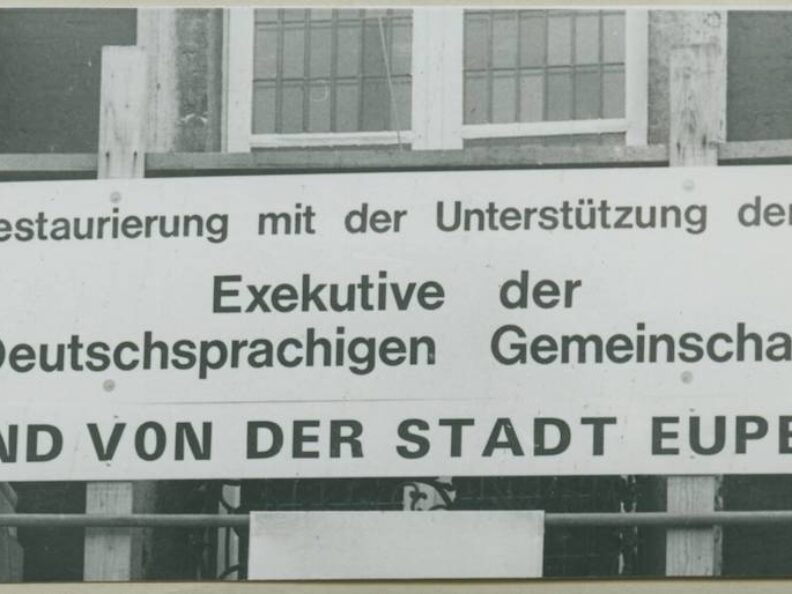 estaurierung mit der Unterstützung der
Exekutive der
Deutschsprachigen Gemeinscha
ND VON DER STADT EUPE